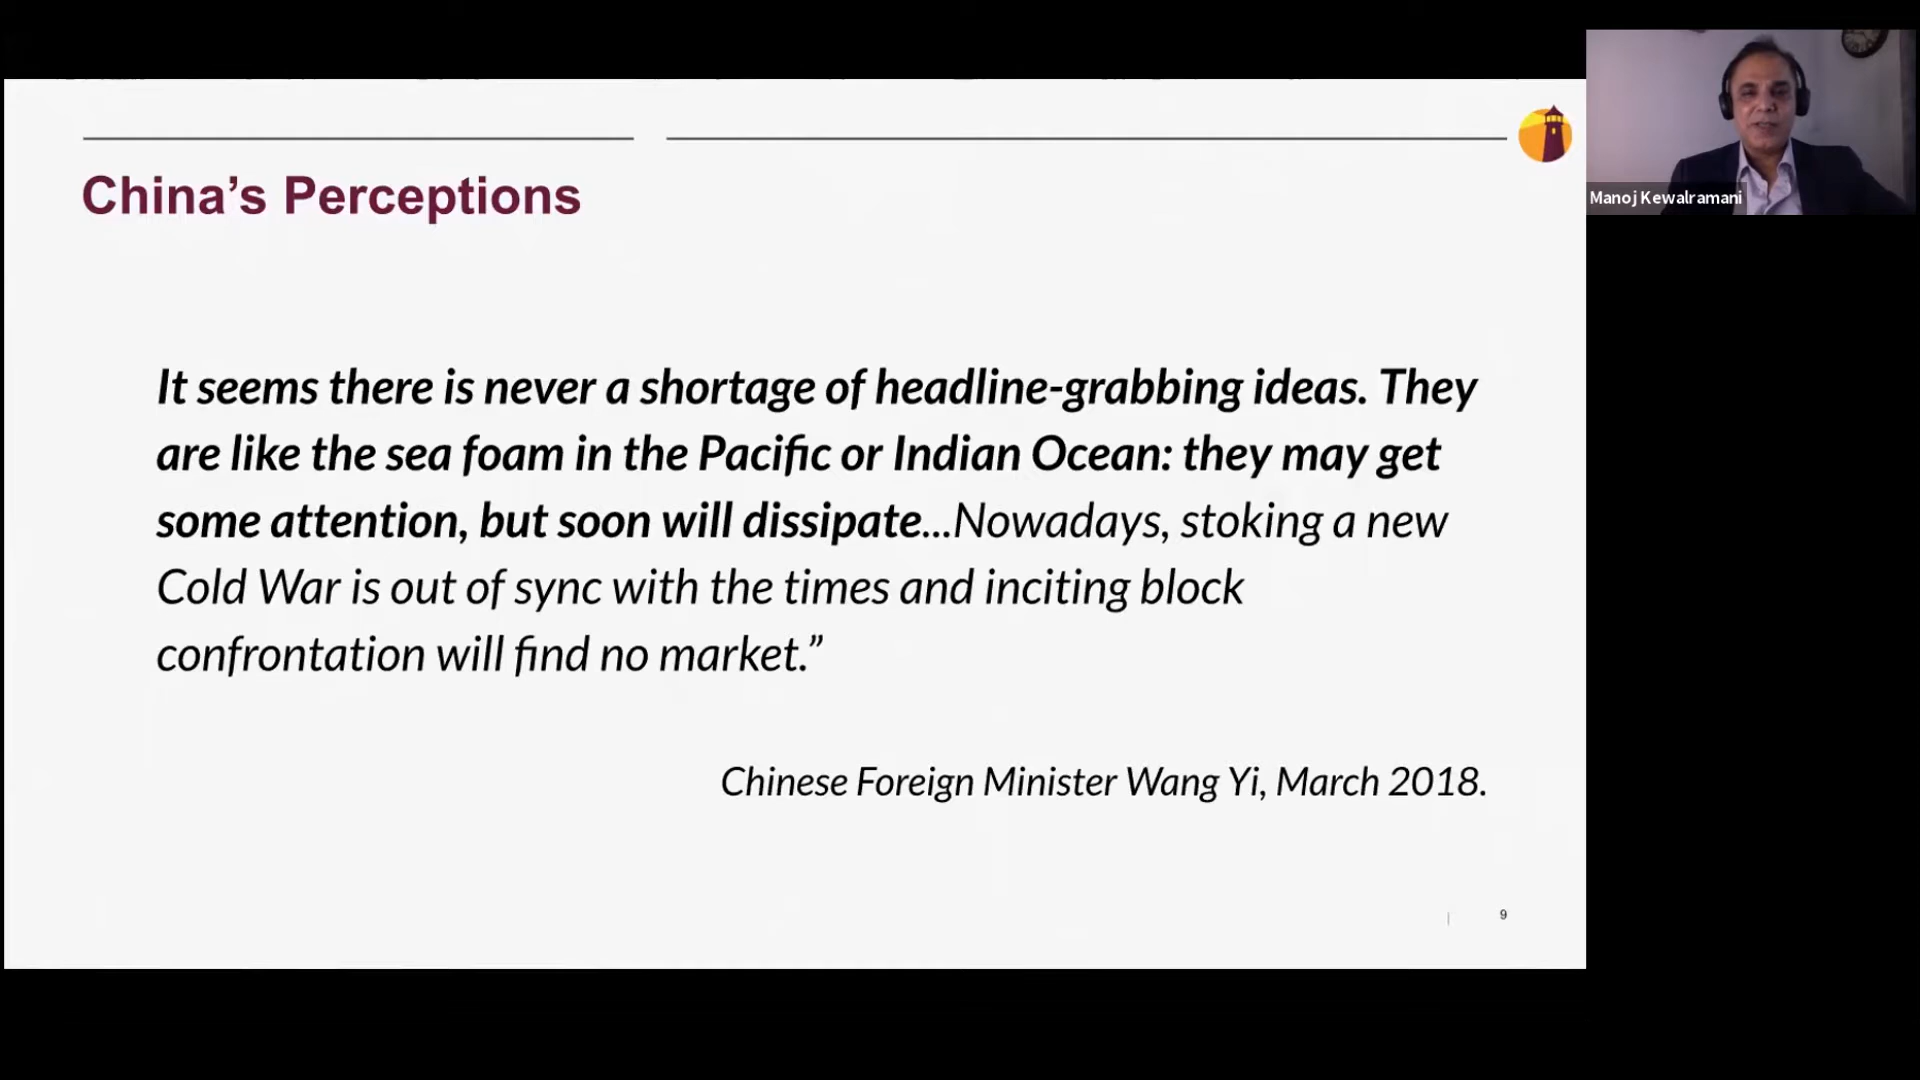 China’s Perceptions
Manoj Kewalramani
It seems there is never a shortage of headline-grabbing ideas. They
are like the sea foam in the Pacific or Indian Ocean: they may get
some attention, but soon will dissipate...Nowadays, stoking a new
Cold War is out of sync with the times and inciting block
confrontation will find no market.”
Chinese Foreign Minister Wang Yi, March 2018.
9